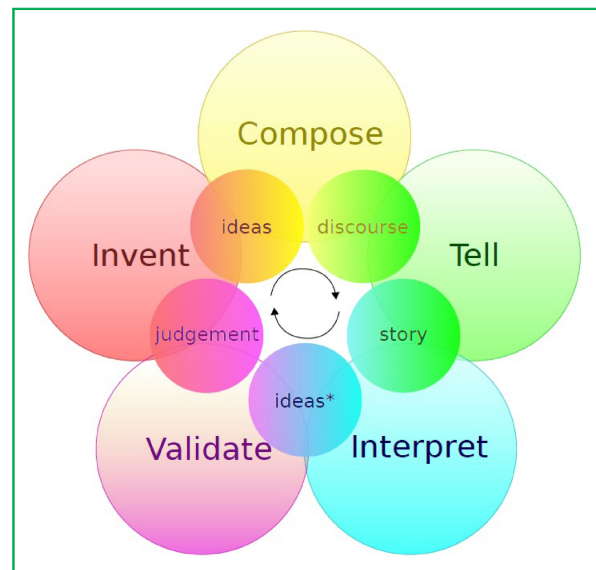 Compose
ideas
discourse
Invent
Tell
judgement
story
ideas*
Validate
Interpret